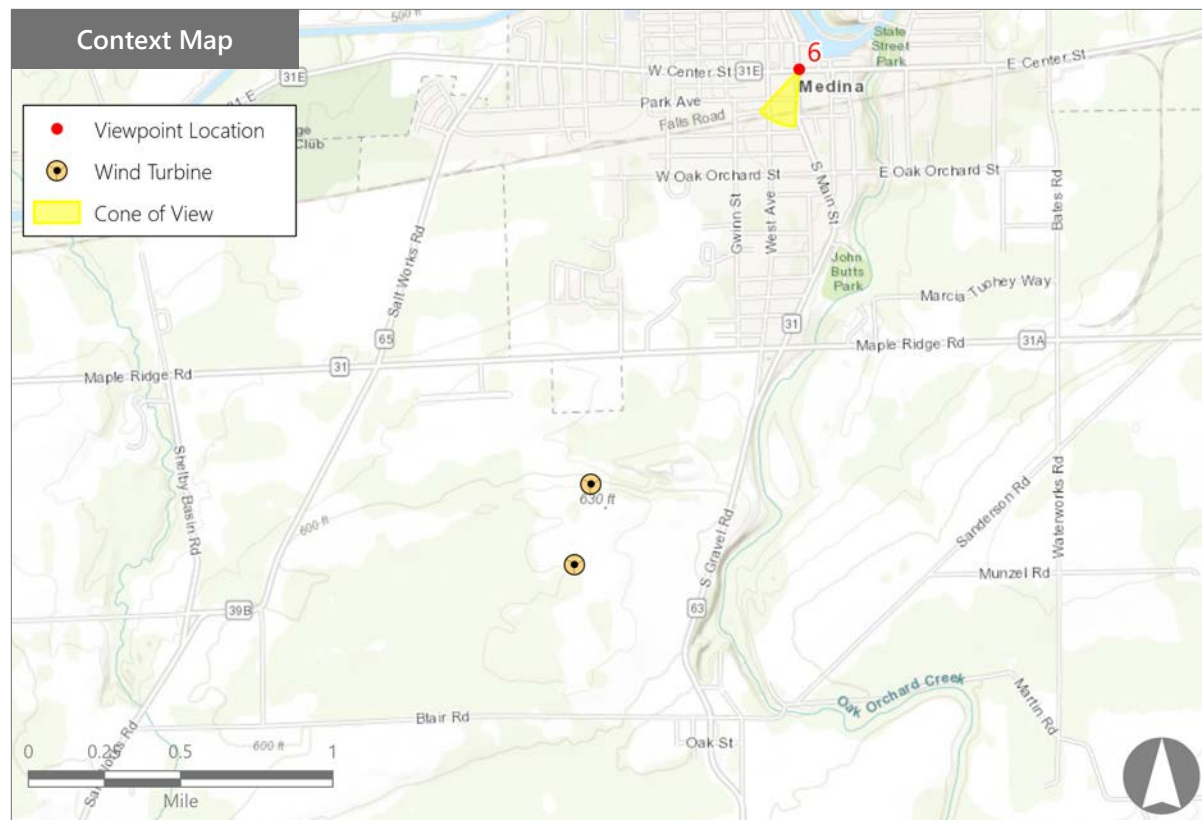 Context Map
500 ft
State
Street
Park
6
31E
W Center St
31E
E Center St
Medina
31 E
Viewpoint Location
Wind Turbine
Cone of View
Club
Park Ave
Falls Road
W Oak Orchard St
E Oak Orchard St
S Main St
Gwinn St
West Ave
Bates Rd
Salt Works Rd
John
Butts
Park
Marcia Tuohey Way
65
31
31
Maple Ridge Rd
31A
Maple Ridge Rd
Shelby Basin Rd
630 ft
600 ft
S Gravel Rd
Sanderson Rd
Waterworks Rd
Munzel Rd
39B
63
Oak Orchard Creek
Martin Rd
Blair Rd
Oak St
600 ft
0
0.5
1
Mile